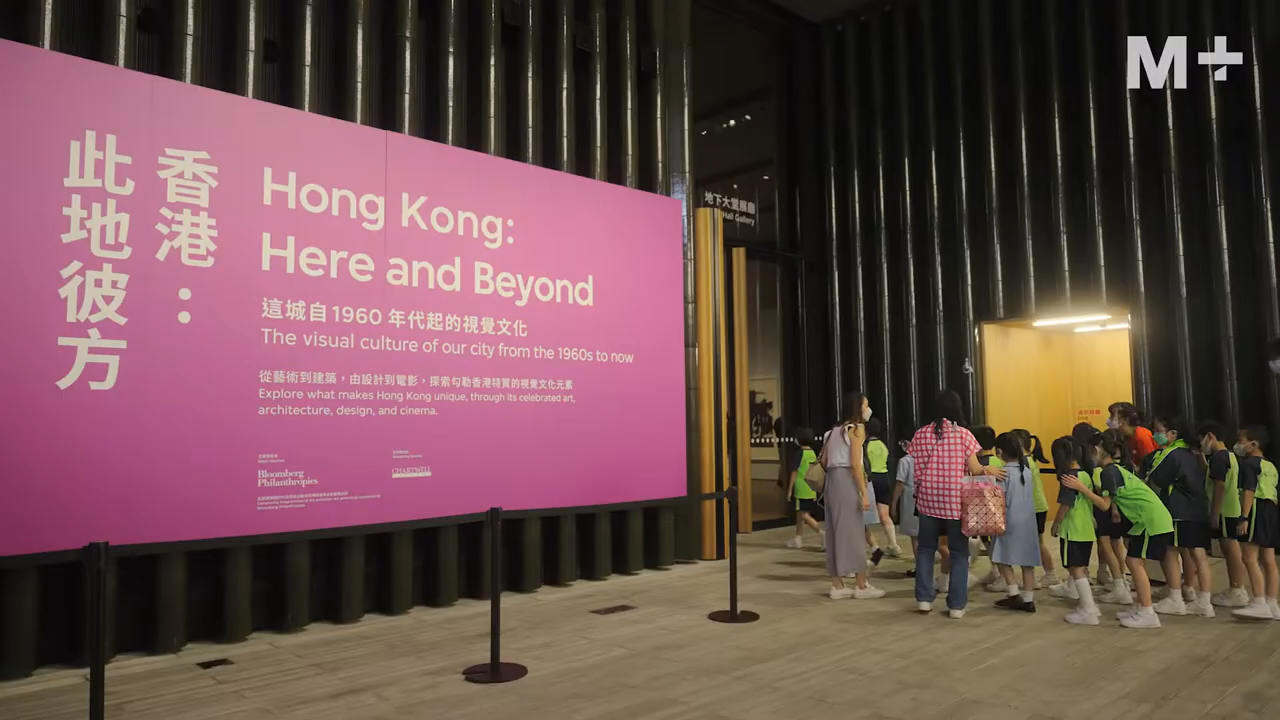 香港：
此地彼方
Hong Kong:
Here and Beyond
這城自1960 年代起的視覺文化
The visual culture of our city from the 1960s to now
從藝術到建築，由設計到電影，探索勾勒香港特質的視覺文化元素
Explore what makes Hong Kong unique, through its celebrated art,
architecture, design, and cinema.
Bloomberg
Philanthropies
CHARTWELL
地下大堂展廳
Hall Gallery
M+